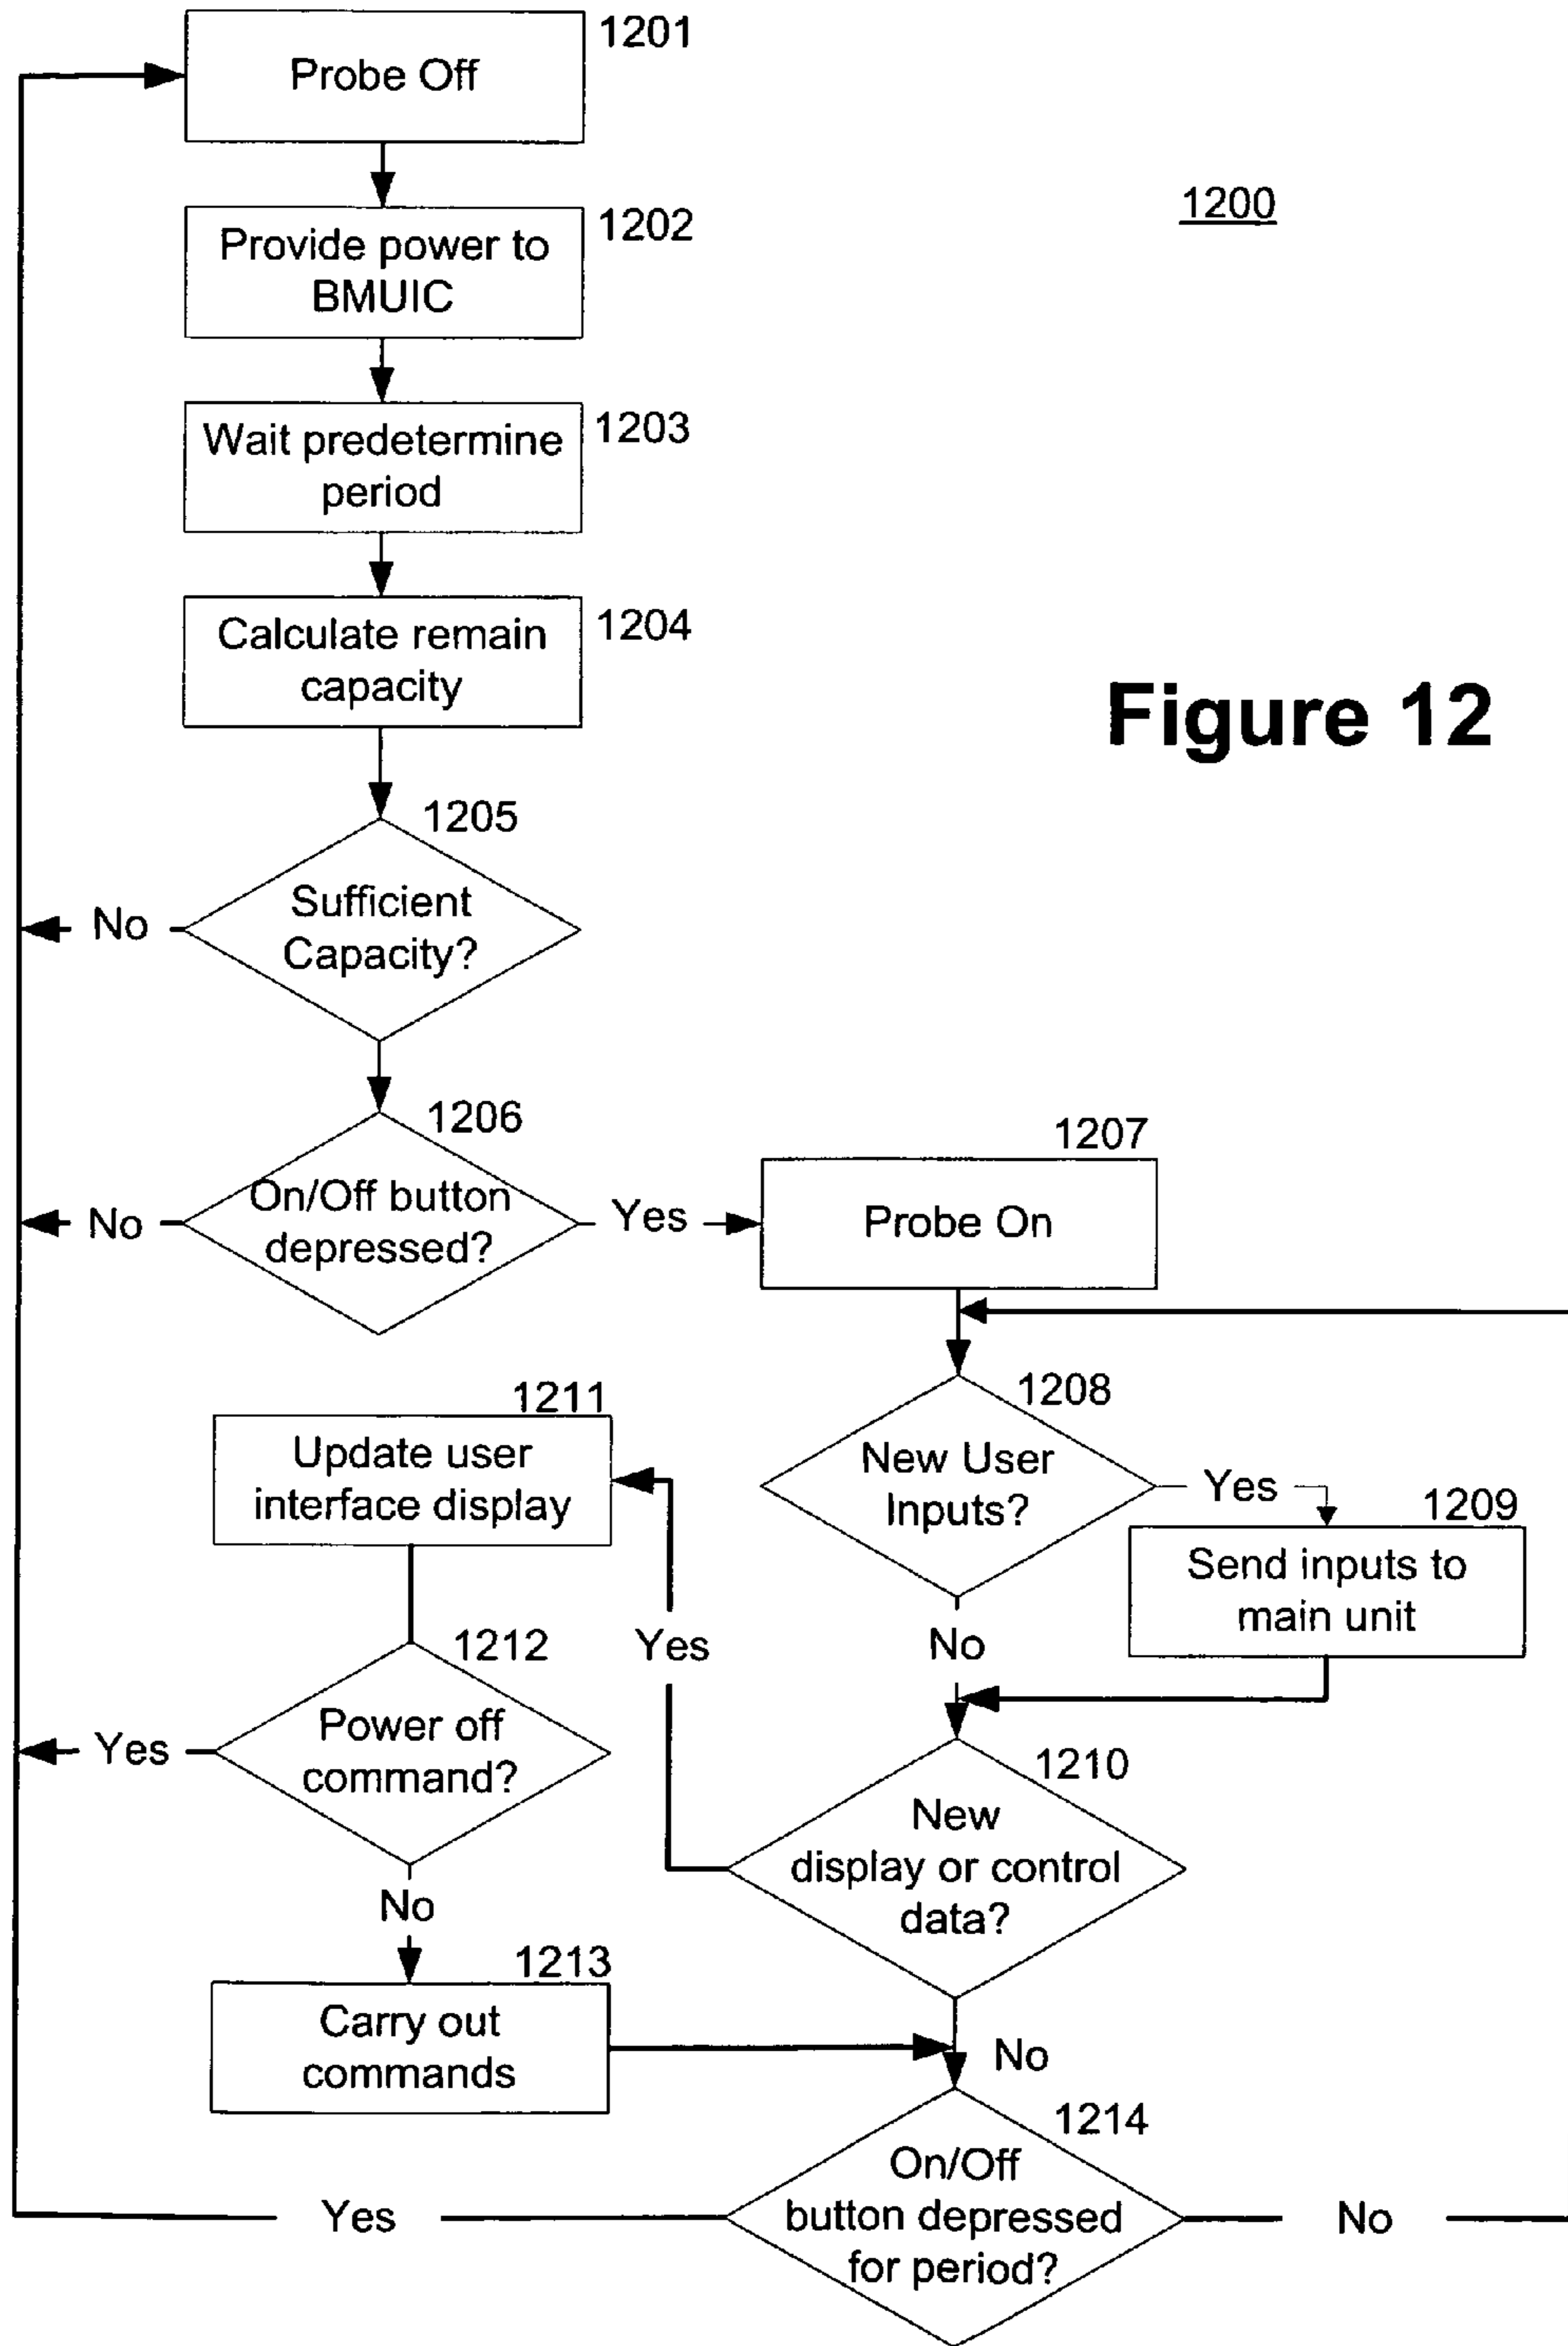 1201
Probe Off
1200
1202
Provide power to
BMUIC
1203
Wait predetermine
period
1204
Calculate remain
capacity
Figure 12
1205
Sufficient
Capacity?
No
1206
On/Off button
depressed?
No
Yes
1207
Probe On
1208
New User
Inputs?
Yes
1209
Send inputs to
main unit
No
1210
New
display or control
data?
Yes
1211
Update user
interface display
1212
Power off
command?
Yes
No
1213
Carry out
commands
No
1214
On/Off
button depressed
for period?
Yes
No